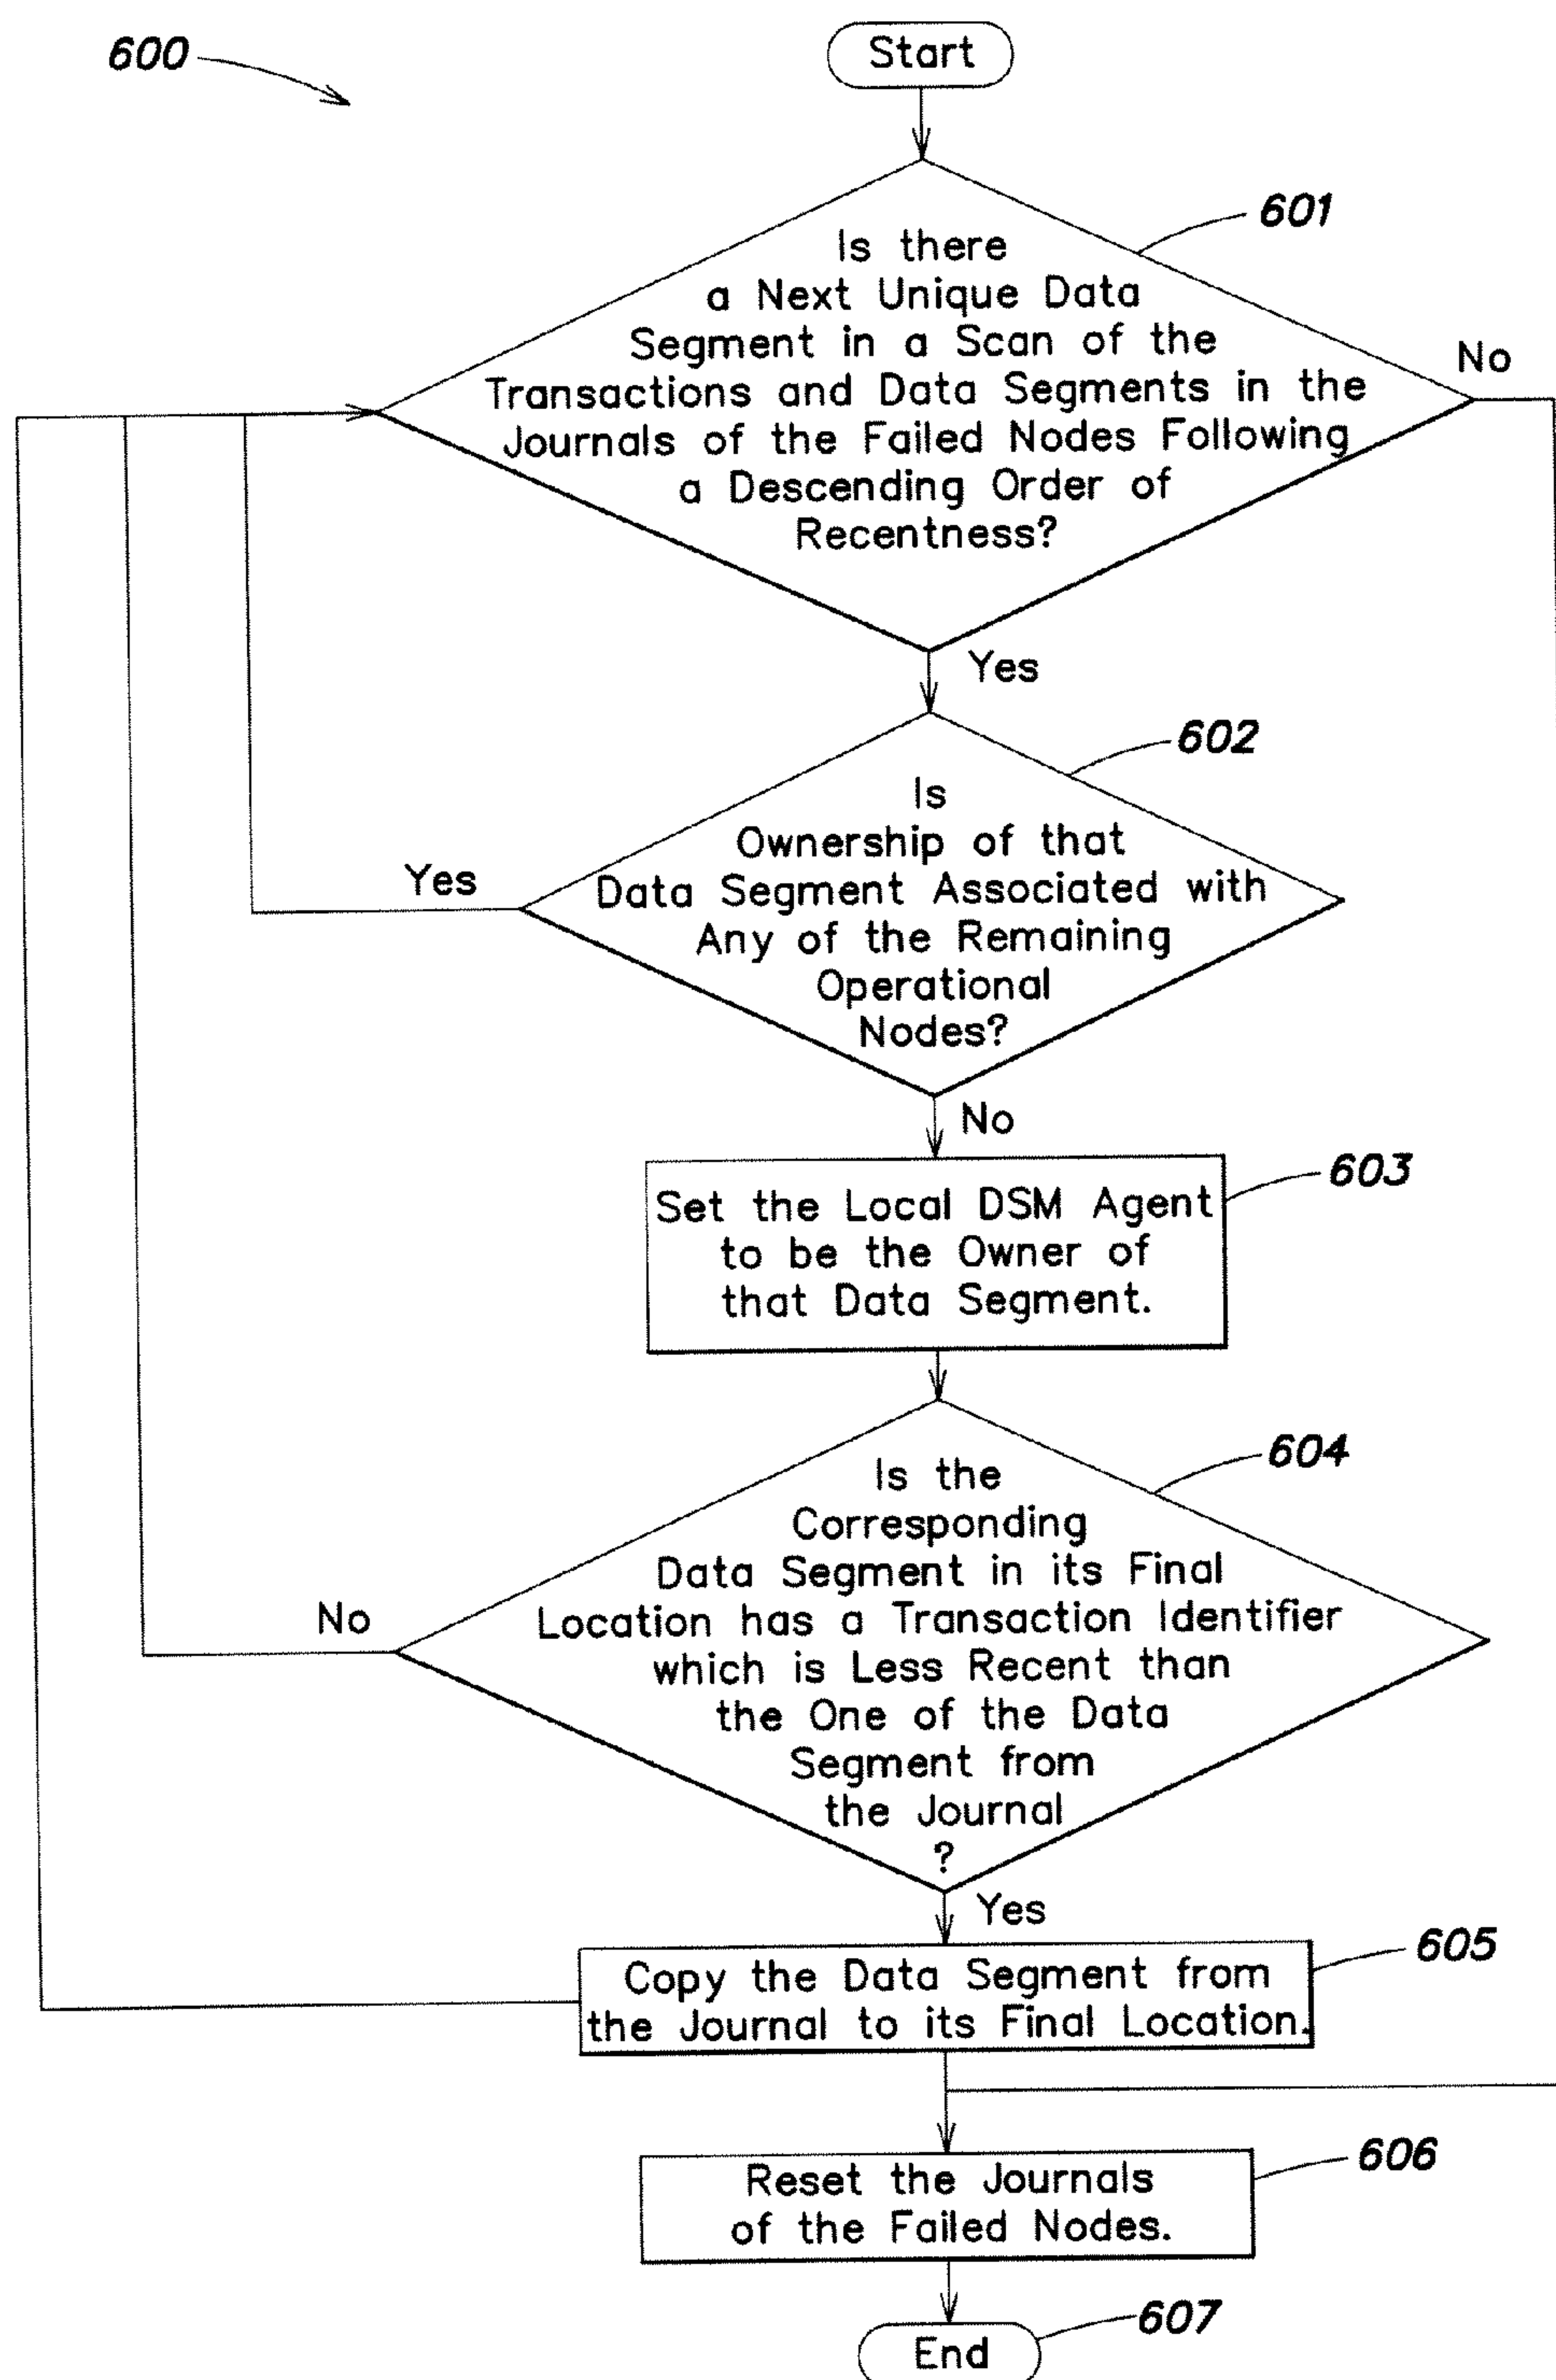 600
Start
601
Is there
a Next Unique Data
Segment in a Scan of the
Transactions and Data Segments in the
Journals of the Failed Nodes Following
a Descending Order of
Recentness?
No
Yes
602
Is
Ownership of that
Data Segment Associated with
Any of the Remaining
Operational
Nodes?
Yes
No
603
Set the Local DSM Agent
to be the Owner of
that Data Segment.
604
Is the
Corresponding
Data Segment in its Final
Location has a Transaction Identifier
which is Less Recent than
the One of the Data
Segment from
the Journal
?
No
Yes
605
Copy the Data Segment from
the Journal to its Final Location.
606
Reset the Journals
of the Failed Nodes.
607
End